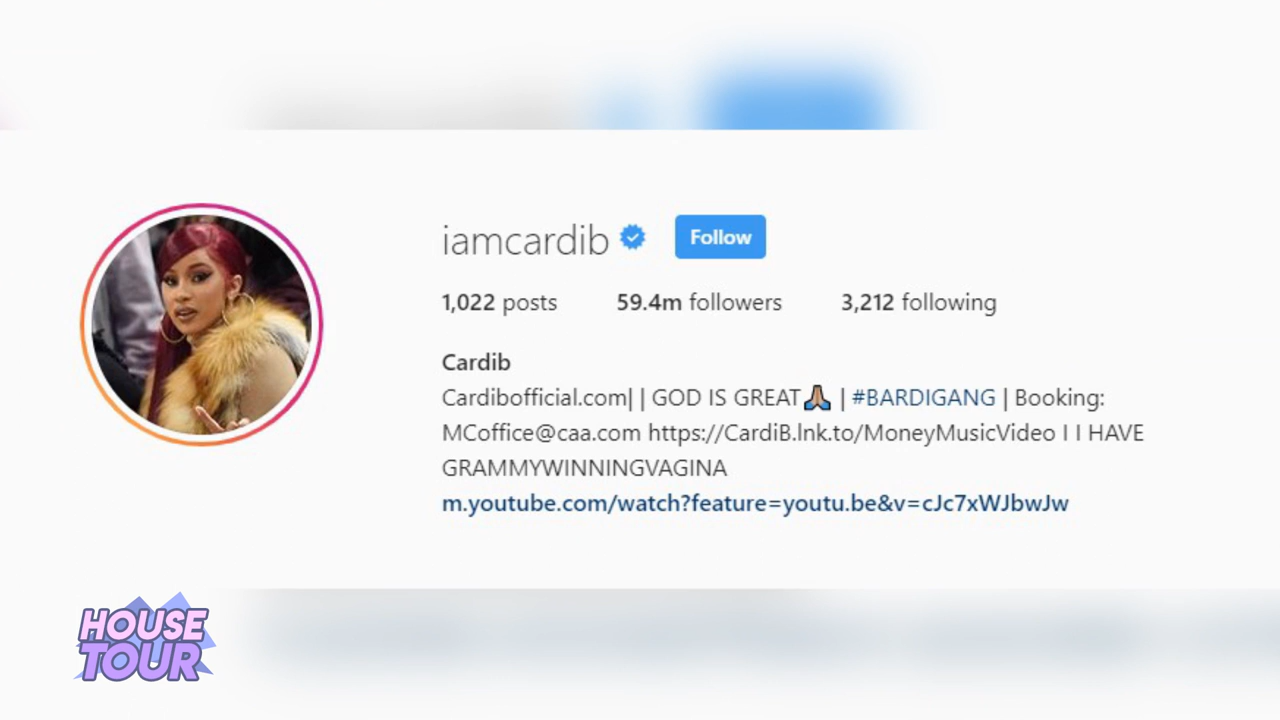 iamcardib Follow
1,022 posts 59.4m followers 3,212 following
Cardib
Cardibofficial.com| | GOD IS GREAT🙏🏽 | #BARDIGANG | Booking:
MCoffice@caa.com https://CardiB.lnk.to/MoneyMusicVideo I I HAVE
GRAMMYWINNINGVAGINA
m.youtube.com/watch?feature=youtu.be&v=cJc7xWJbwJw
HOUSE
TOUR